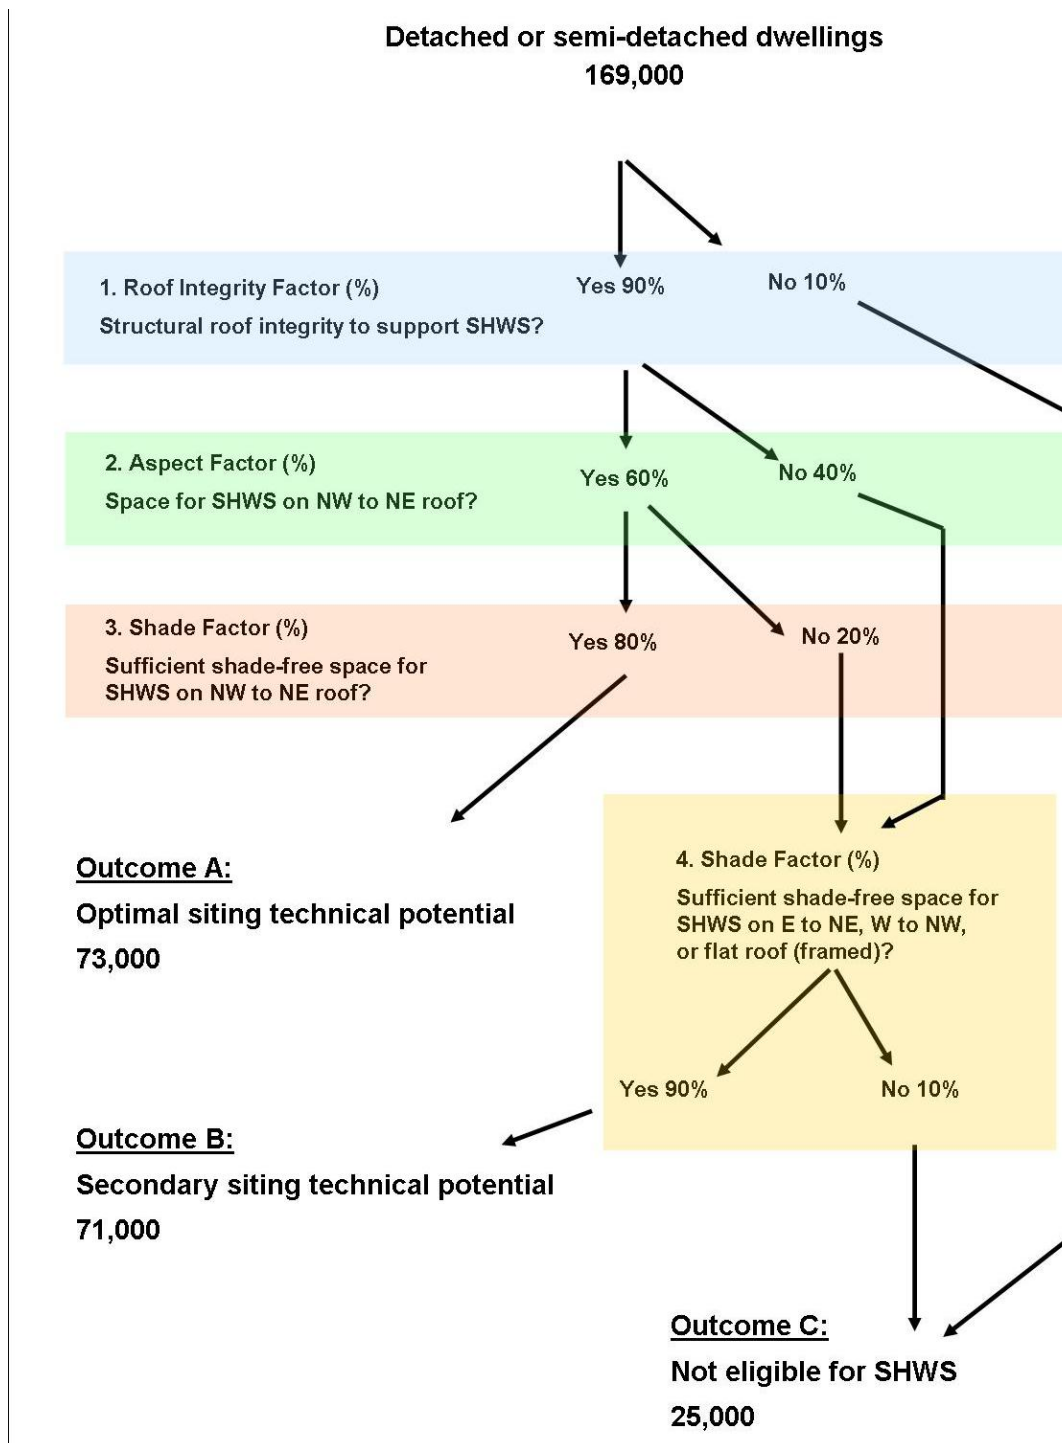 Detached or semi-detached dwellings
169,000
1. Roof Integrity Factor (%)
Yes 90%
No 10%
Structural roof integrity to support SHWS?
2. Aspect Factor (%)
Yes 60%
No 40%
Space for SHWS on NW to NE roof?
3. Shade Factor (%)
Yes 80%
No 20%
Sufficient shade-free space for
SHWS on NW to NE roof?
Outcome A:
Optimal siting technical potential
73,000
4. Shade Factor (%)
Sufficient shade-free space for
SHWS on E to NE, W to NW,
or flat roof (framed)?
Yes 90%
No 10%
Outcome B:
Secondary siting technical potential
71,000
Outcome C:
Not eligible for SHWS
25,000